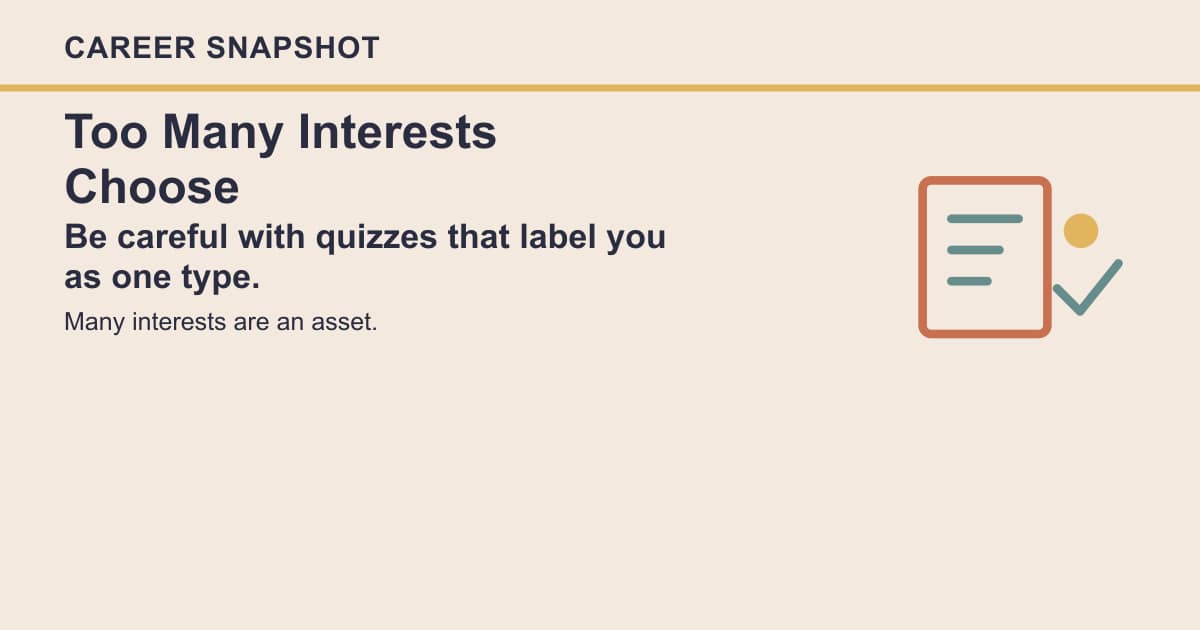 CAREER SNAPSHOT
Too Many Interests
Choose
Be careful with quizzes that label you
as one type.
Many interests are an asset.